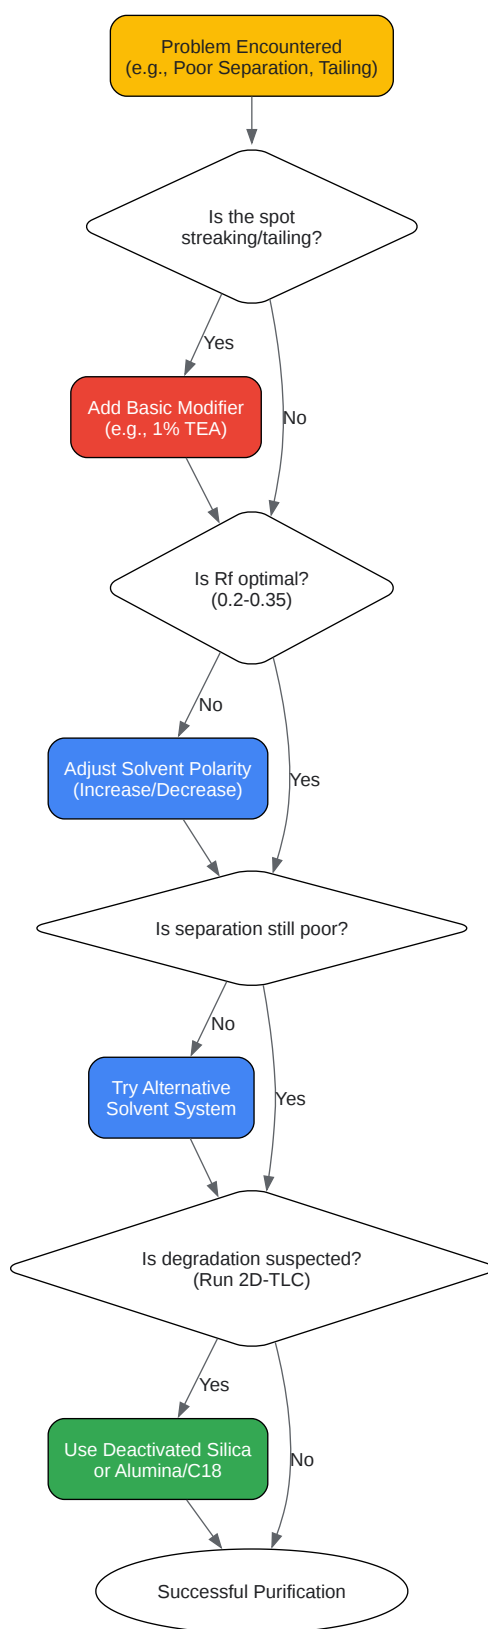 Problem Encountered
(e.g., Poor Separation, Tailing)
Is the spot
streaking/tailing?
Yes
Add Basic Modifier
(e.g., 1% TEA)
No
Is Rf optimal?
(0.2-0.35)
No
Adjust Solvent Polarity
(Increase/Decrease)
Yes
Is separation still poor?
No
Try Alternative
Solvent System
Yes
Is degradation suspected?
(Run 2D-TLC)
Yes
Use Deactivated Silica
or Alumina/C18
No
Successful Purification